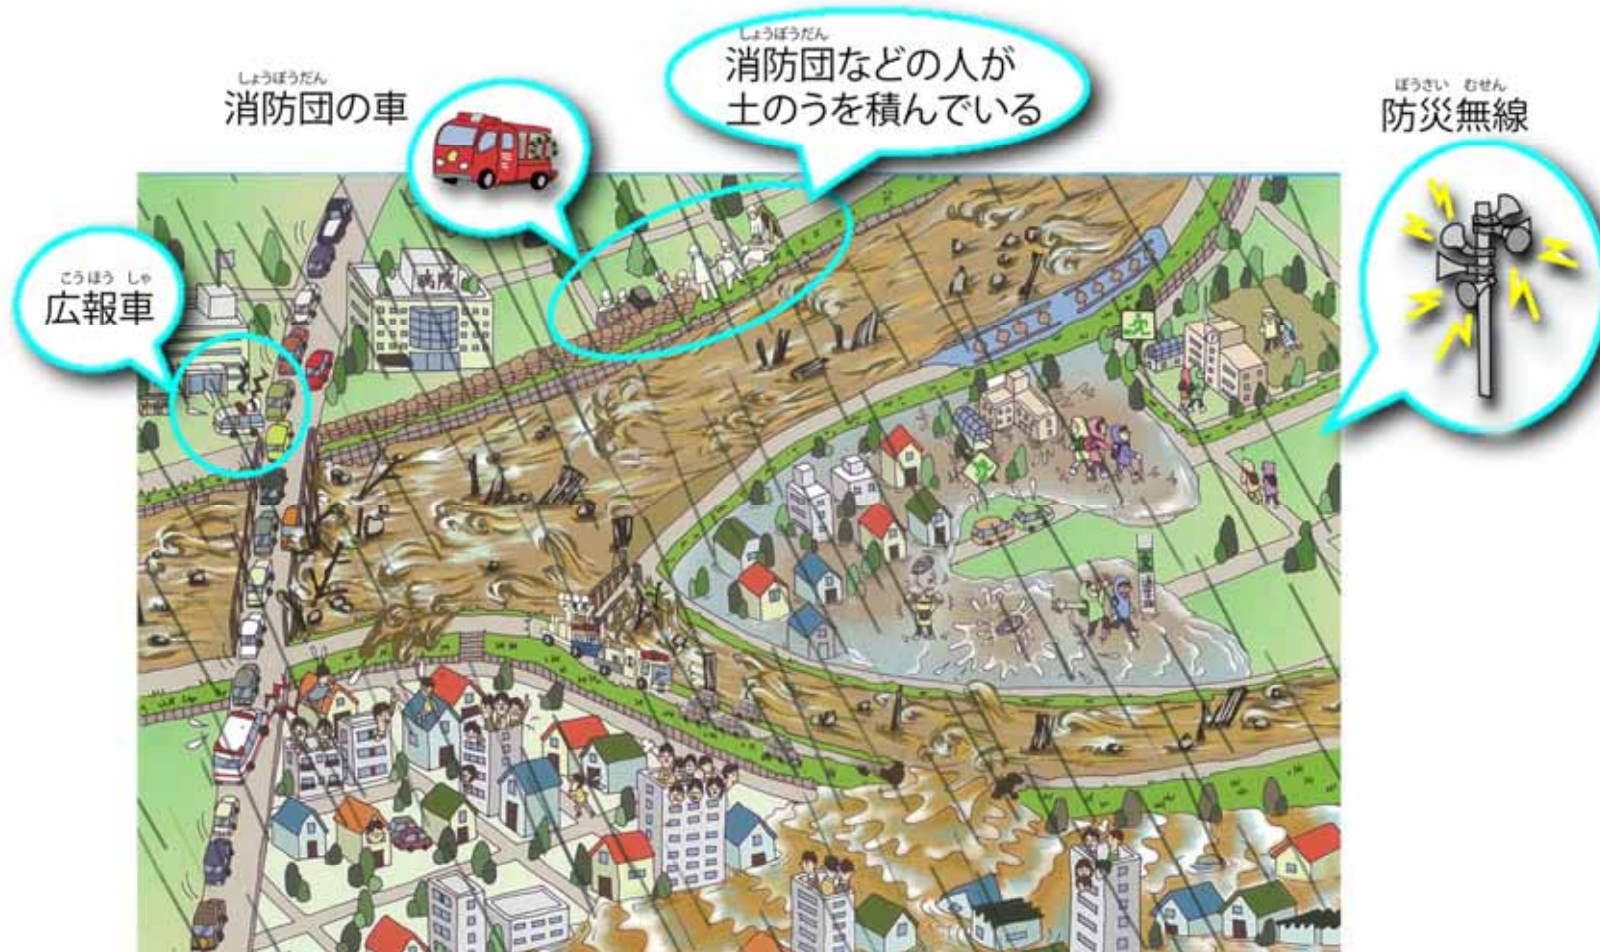 しょうぼうだん
消防団の車
しょうぼうだん
消防団などの人が
土のうを積んでいる
ぼうさい むせん
防災無線
こうほう しゃ
広報車
病院